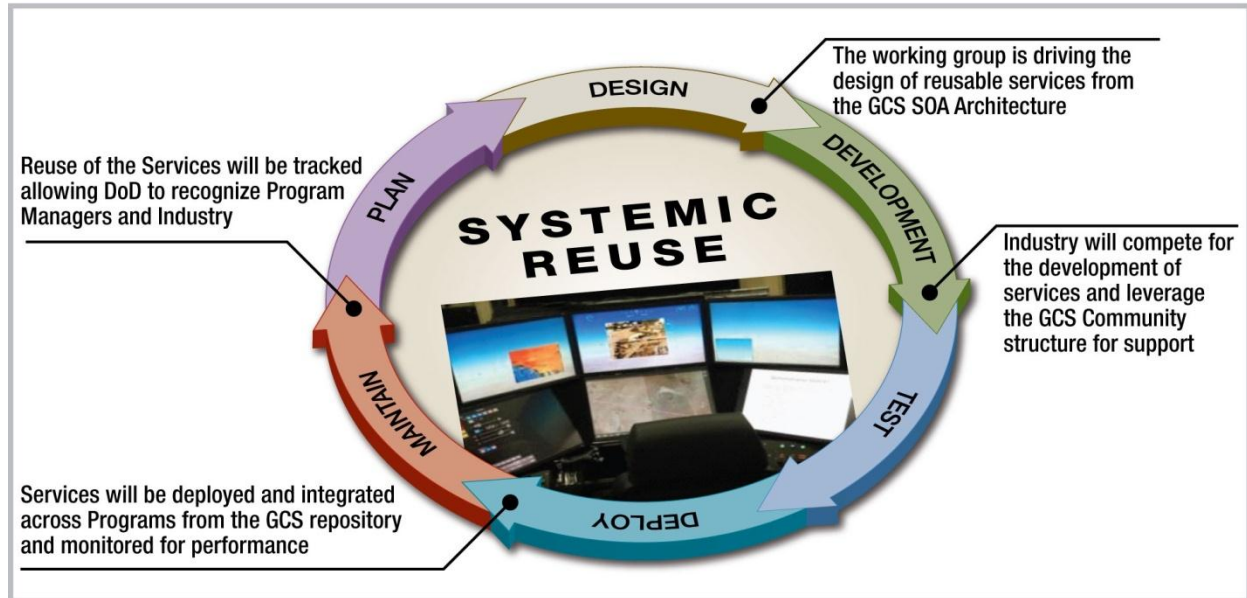 The working group is driving the
design of reusable services from
the GCS SOA Architecture
DESIGN
DEVELOPMENT
Reuse of the Services will be tracked
allowing DoD to recognize Program
Managers and Industry
PLAN
SYSTEMIC
REUSE
Industry will compete for
the development of
services and leverage
the GCS Community
structure for support
TEST
MAINTAIN
DEPLOY
Services will be deployed and integrated
across Programs from the GCS repository
and monitored for performance